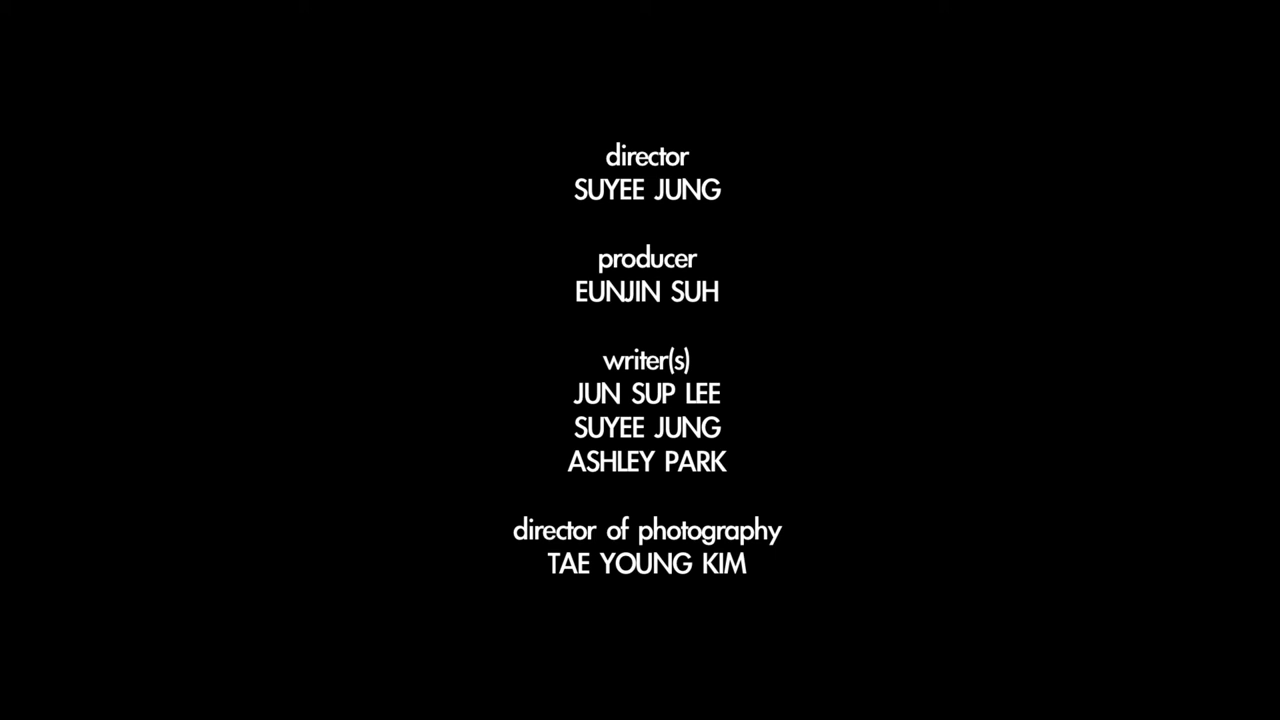 director
SUYEE JUNG
producer
EUNJIN SUH
writer(s)
JUN SUP LEE
SUYEE JUNG
ASHLEY PARK
director of photography
TAE YOUNG KIM